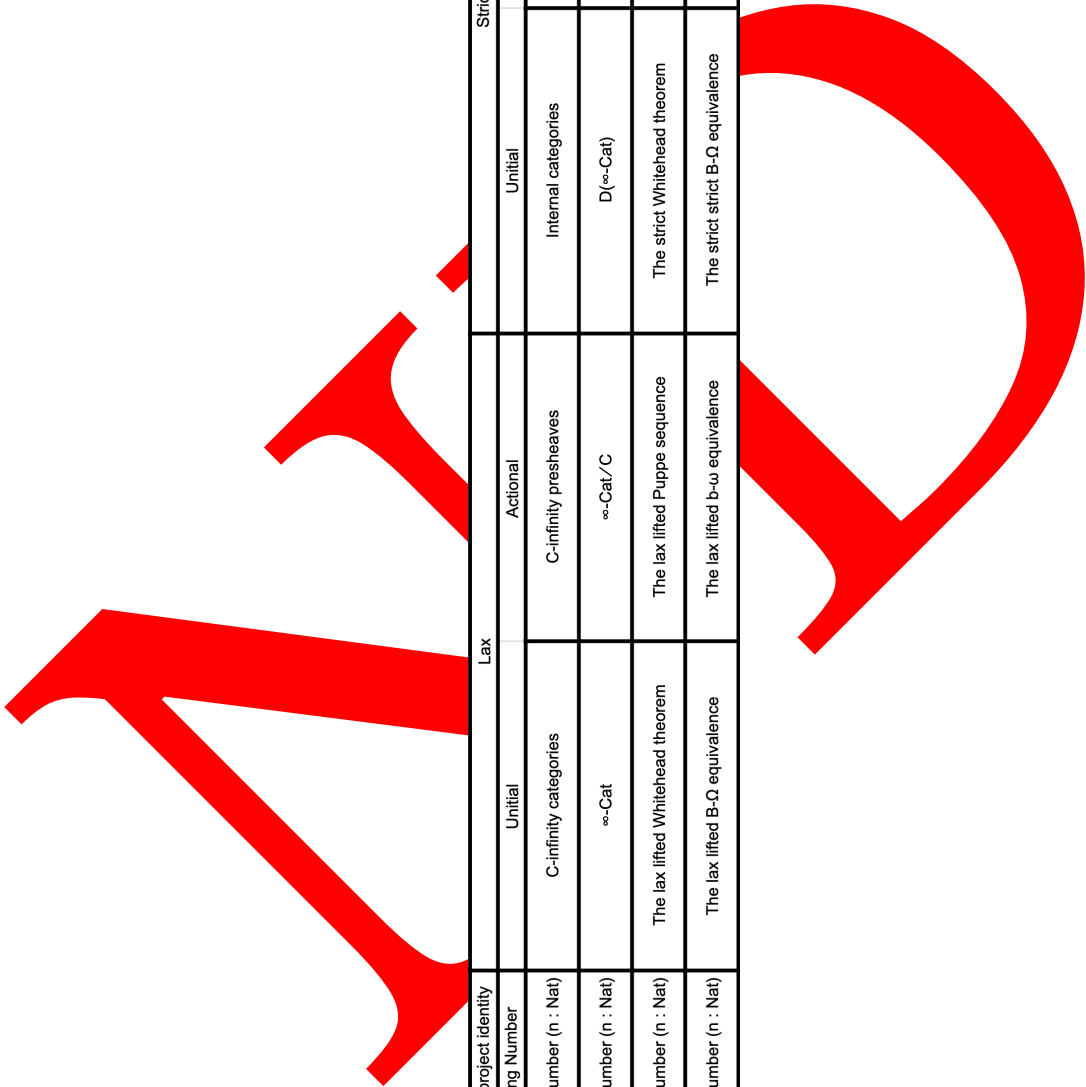 project identity Lax Stric
ng Number Unitial Actional Unitial
umber (n : Nat) C-infinity categories C-infinity presheaves Internal categories
umber (n : Nat) ∞-Cat ∞-Cat/C D(∞-Cat)
umber (n : Nat) The lax lifted Whitehead theorem The lax lifted Puppe sequence The strict Whitehead theorem
umber (n : Nat) The lax lifted B-Ω equivalence The lax lifted b-ω equivalence The strict strict B-Ω equivalence